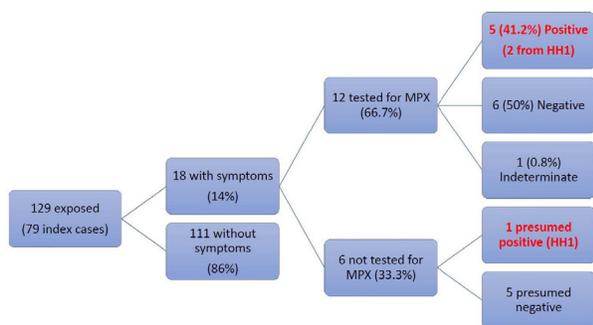 129 exposed
(79 index cases)
18 with symptoms
(14%)
111 without
symptoms
(86%)
12 tested for MPX
(66.7%)
6 not tested for
MPX (33.3%)
5 (41.2%) Positive
(2 from HH1)
6 (50%) Negative
1 (0.8%)
Indeterminate
1 presumed
positive (HH1)
5 presumed
negative